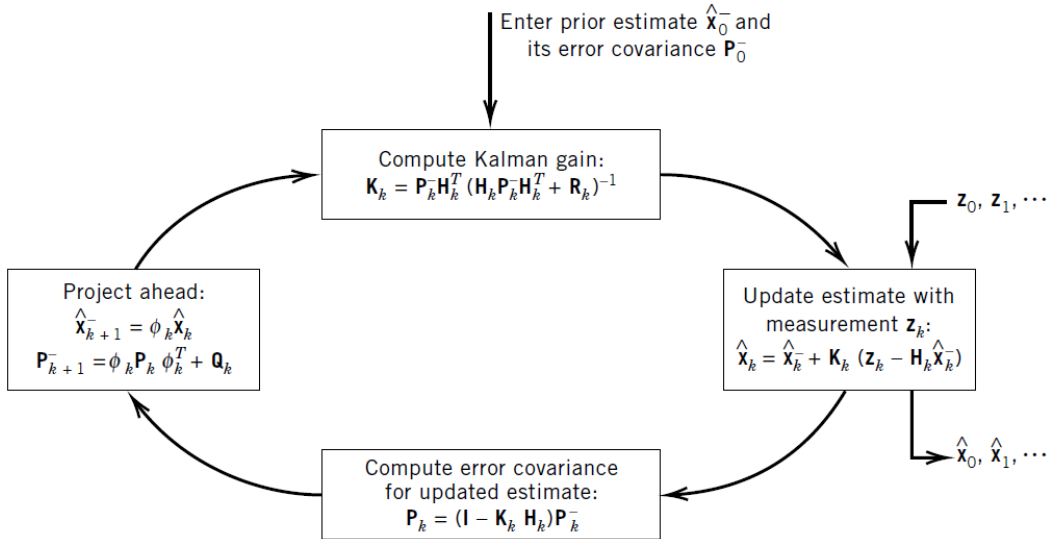 Enter prior estimate x̂₀⁻ and
its error covariance P₀⁻
Compute Kalman gain:
Kₖ = Pₖ⁻Hₖᵀ (HₖPₖ⁻Hₖᵀ + Rₖ)⁻¹
z₀, z₁, ⋯
Project ahead:
x̂ₖ₊₁⁻ = ϕₖx̂ₖ
Pₖ₊₁⁻ = ϕₖPₖ ϕₖᵀ + Qₖ
Update estimate with
measurement zₖ:
x̂ₖ = x̂ₖ⁻ + Kₖ (zₖ − Hₖx̂ₖ⁻)
x̂₀, x̂₁, ⋯
Compute error covariance
for updated estimate:
Pₖ = (I − Kₖ Hₖ)Pₖ⁻